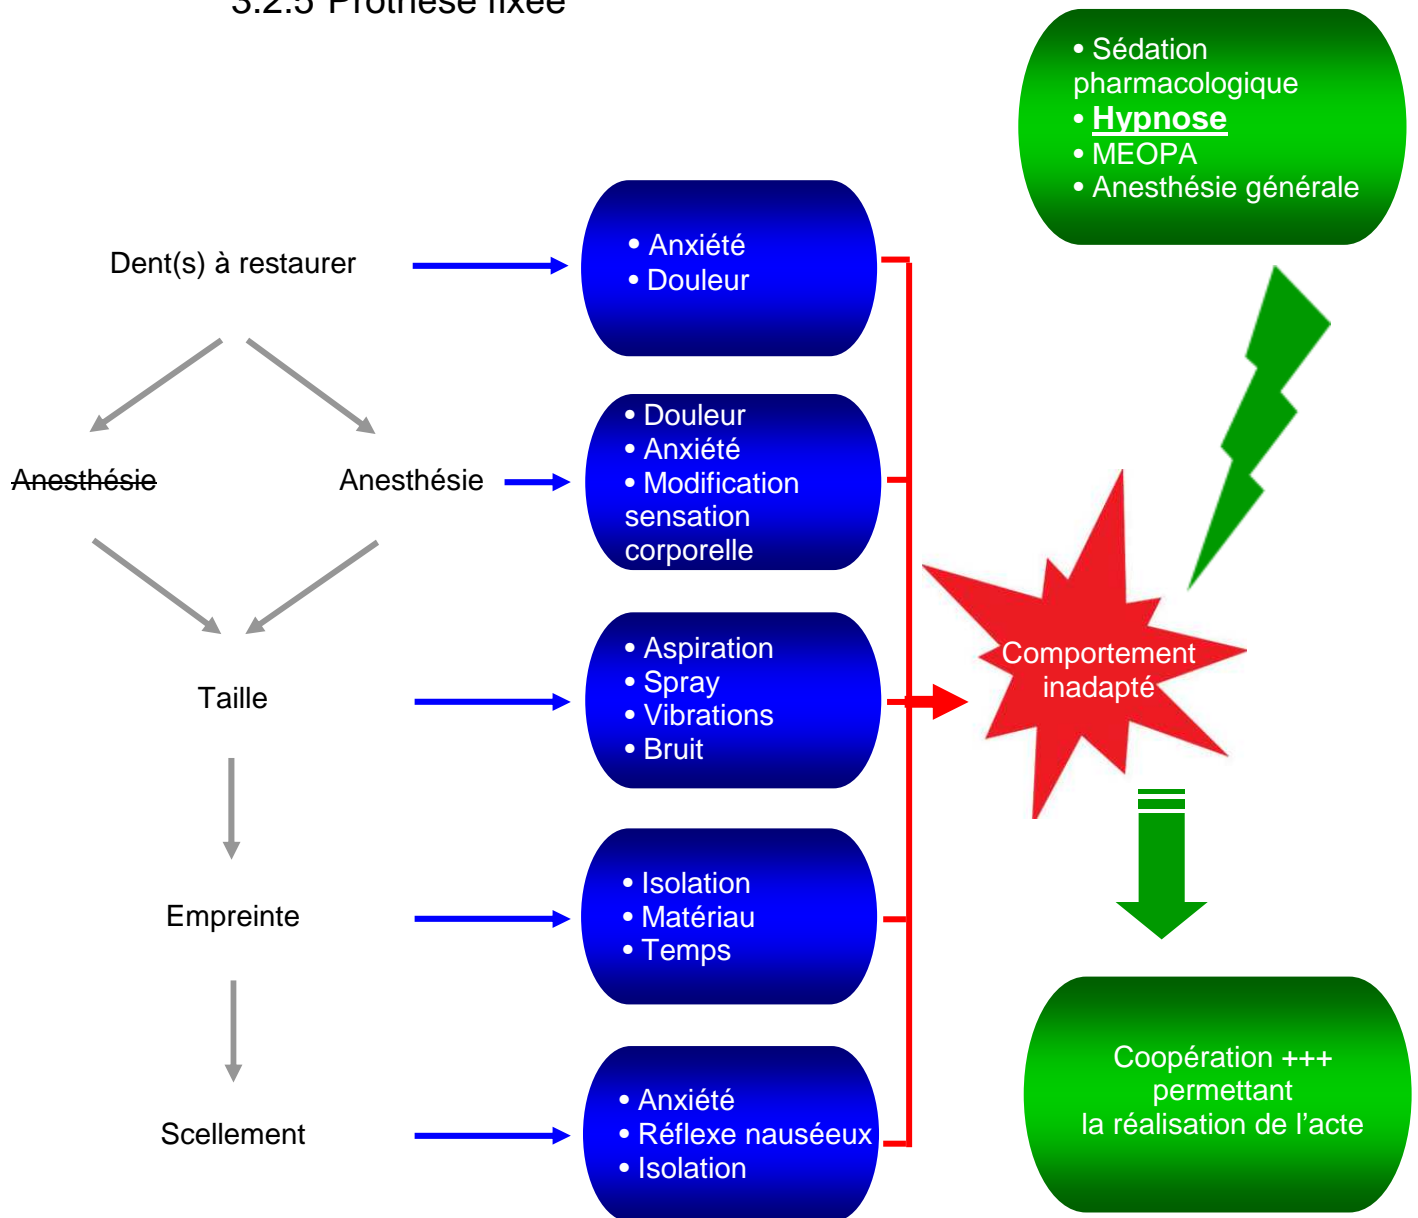 3.2.5 Prothèse fixée
• Sédation
pharmacologique
• Hypnose
• MEOPA
• Anesthésie générale
Dent(s) à restaurer
• Anxiété
• Douleur
Anesthésie
Anesthésie
• Douleur
• Anxiété
• Modification
sensation
corporelle
Taille
• Aspiration
• Spray
• Vibrations
• Bruit
Comportement
inadapté
Empreinte
• Isolation
• Matériau
• Temps
Scellement
• Anxiété
• Réflexe nauséeux
• Isolation
Coopération +++
permettant
la réalisation de l’acte